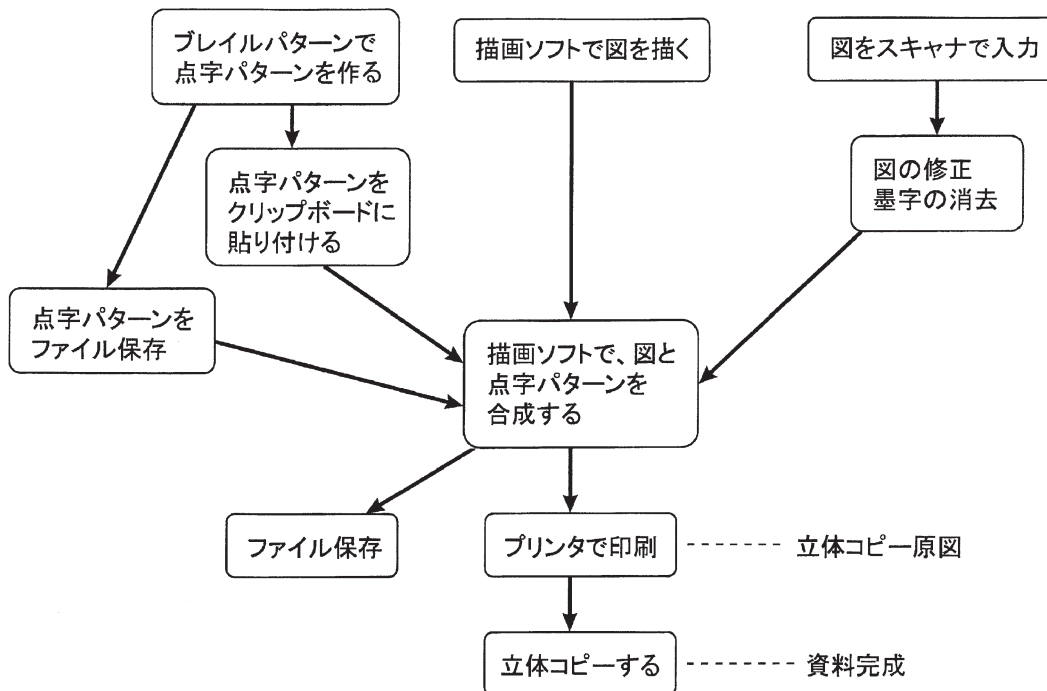 ブレイルパターンで
点字パターンを作る
描画ソフトで図を描く
図をスキャナで入力
点字パターンを
クリップボードに
貼り付ける
図の修正
墨字の消去
点字パターンを
ファイル保存
描画ソフトで、図と
点字パターンを
合成する
ファイル保存
プリンタで印刷
立体コピー原図
立体コピーする
資料完成